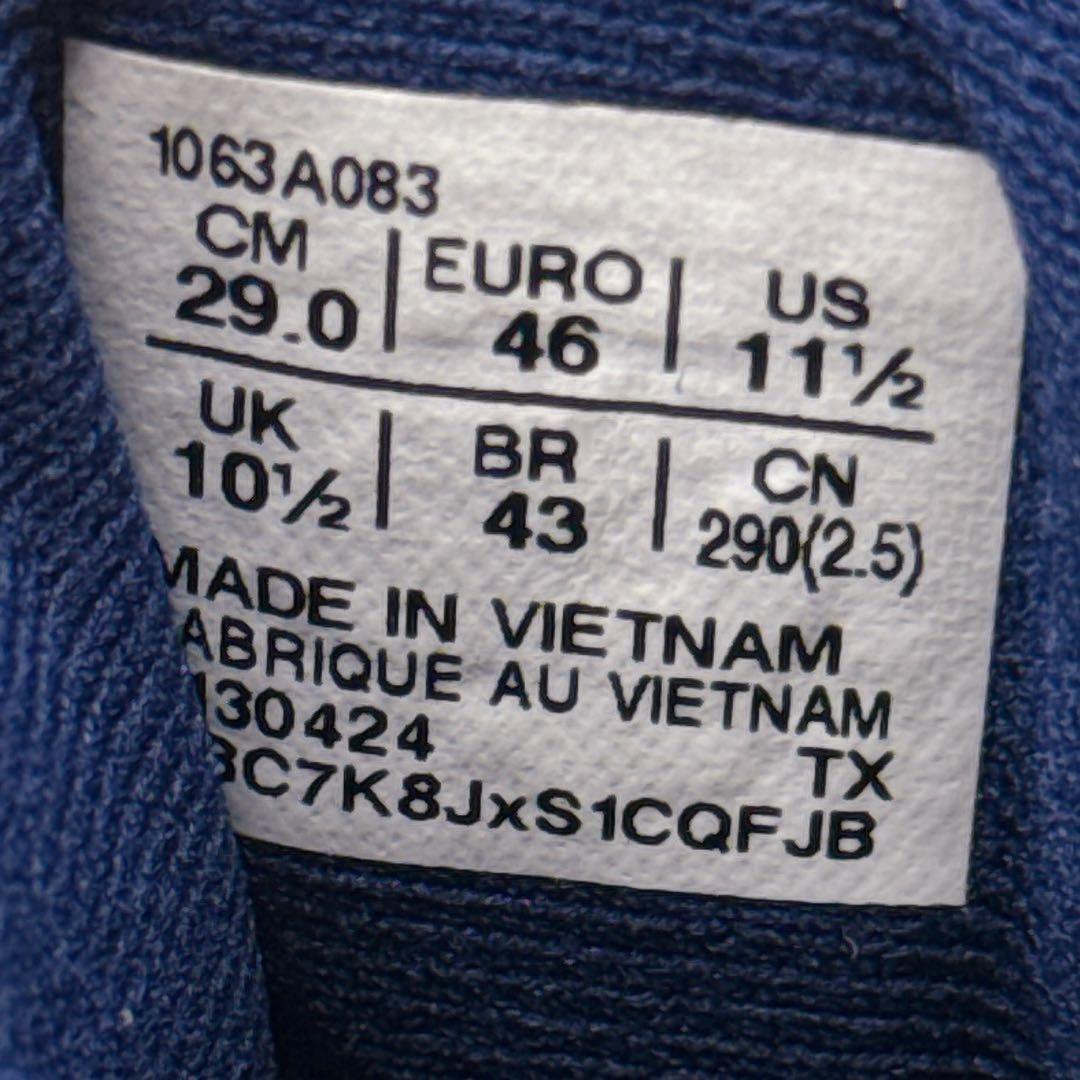 1063A083
CM EURO US
29.0 46 11½
UK BR CN
10½ 43 290(2.5)
MADE IN VIETNAM
ABRIQUE AU VIETNAM
130424 TX
3C7K8JxS1CQFJB